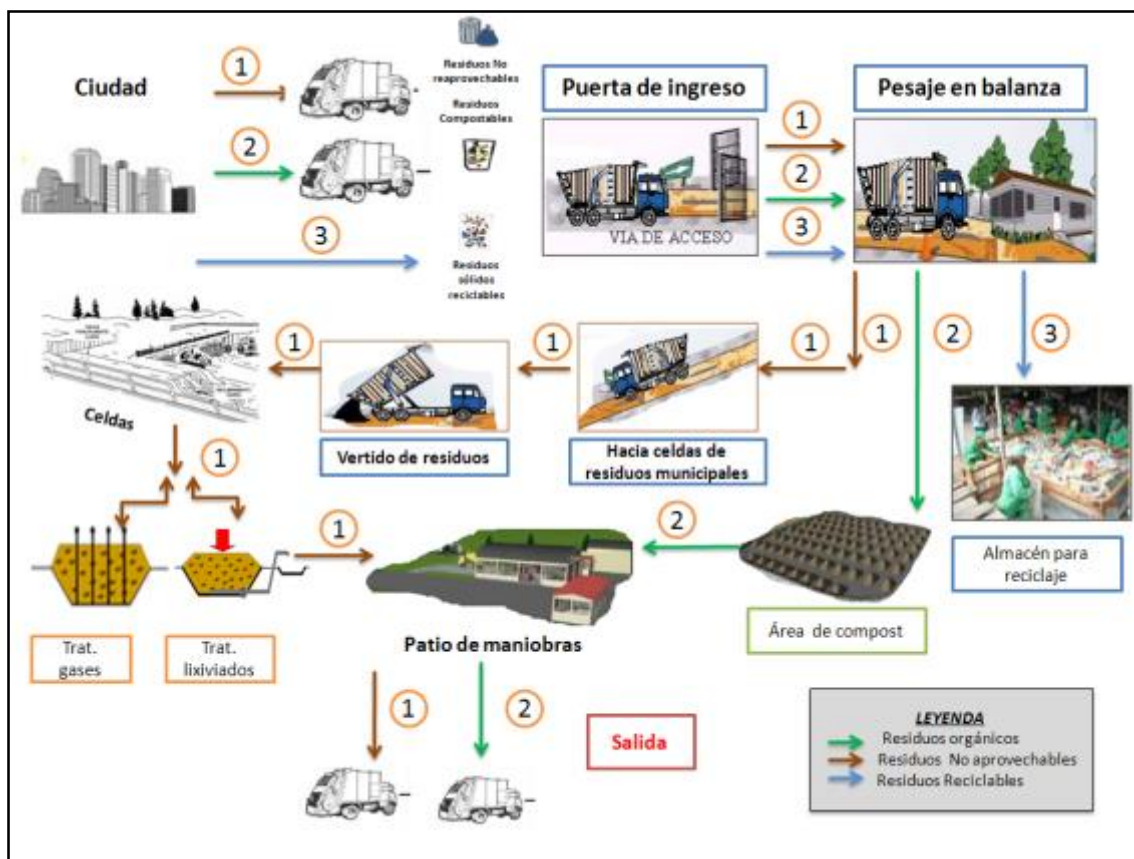 Ciudad
1
Residuos No
reaprovechables
2
Residuos
Compostables
3
Residuos
sólidos
reciclables
Puerta de ingreso
VIA DE ACCESO
1
2
3
Pesaje en balanza
1
2
3
1
Hacia celdas de
residuos municipales
1
Vertido de residuos
1
Celdas
1
Trat.
gases
Trat.
lixiviados
1
Patio de maniobras
2
Área de compost
Almacén para
reciclaje
1
2
Salida
LEYENDA
Residuos orgánicos
Residuos No aprovechables
Residuos Reciclables